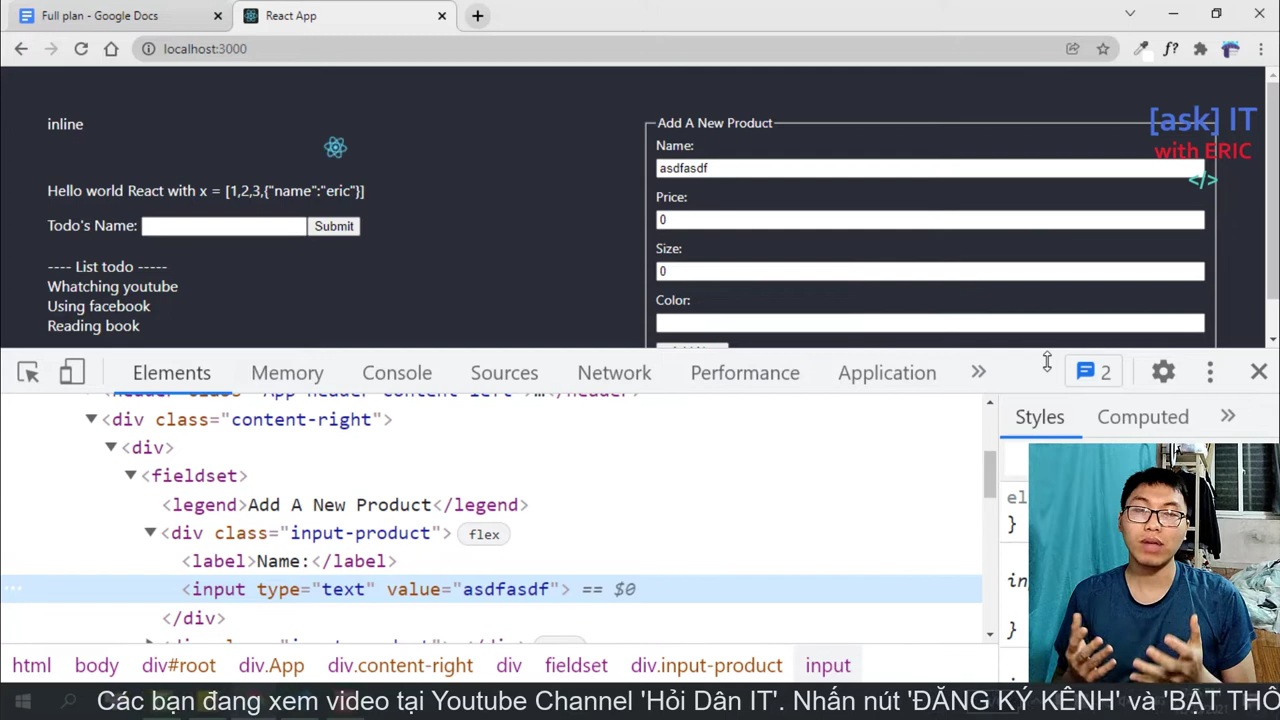 Full plan - Google Docs
React App
localhost:3000
f?
[ask] IT
with ERIC
</>
inline
Hello world React with x = [1,2,3,{"name":"eric"}]
Todo's Name:
Submit
---- List todo -----
Whatching youtube
Using facebook
Reading book
Add A New Product
Name:
asdfasdf
Price:
0
Size:
0
Color:
Elements
Memory
Console
Sources
Network
Performance
Application
2
<div class="content-right">
<div>
<fieldset>
<legend>Add A New Product</legend>
<div class="input-product"> flex
<label>Name:</label>
<input type="text" value="asdfasdf"> == $0
</div>
Styles
Computed
el
}
in
}
html body div#root div.App div.content-right div fieldset div.input-product input
Các bạn đang xem video tại Youtube Channel 'Hỏi Dân IT'. Nhấn nút 'ĐĂNG KÝ KÊNH' và 'BẬT THÔ